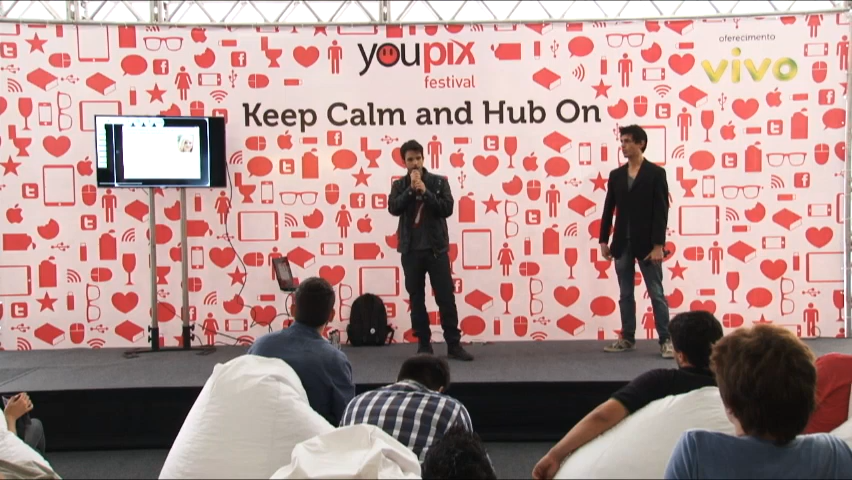 youpix
festival
oferecimento
vivo
Keep Calm and Hub On